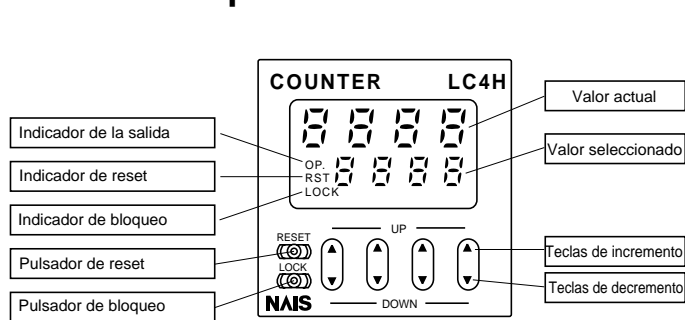 COUNTER LC4H
Valor actual
Indicador de la salida
Valor seleccionado
OP.
Indicador de reset
RST
LOCK
Indicador de bloqueo
UP
RESET
Pulsador de reset
Teclas de incremento
LOCK
Teclas de decremento
Pulsador de bloqueo
NAIS
DOWN